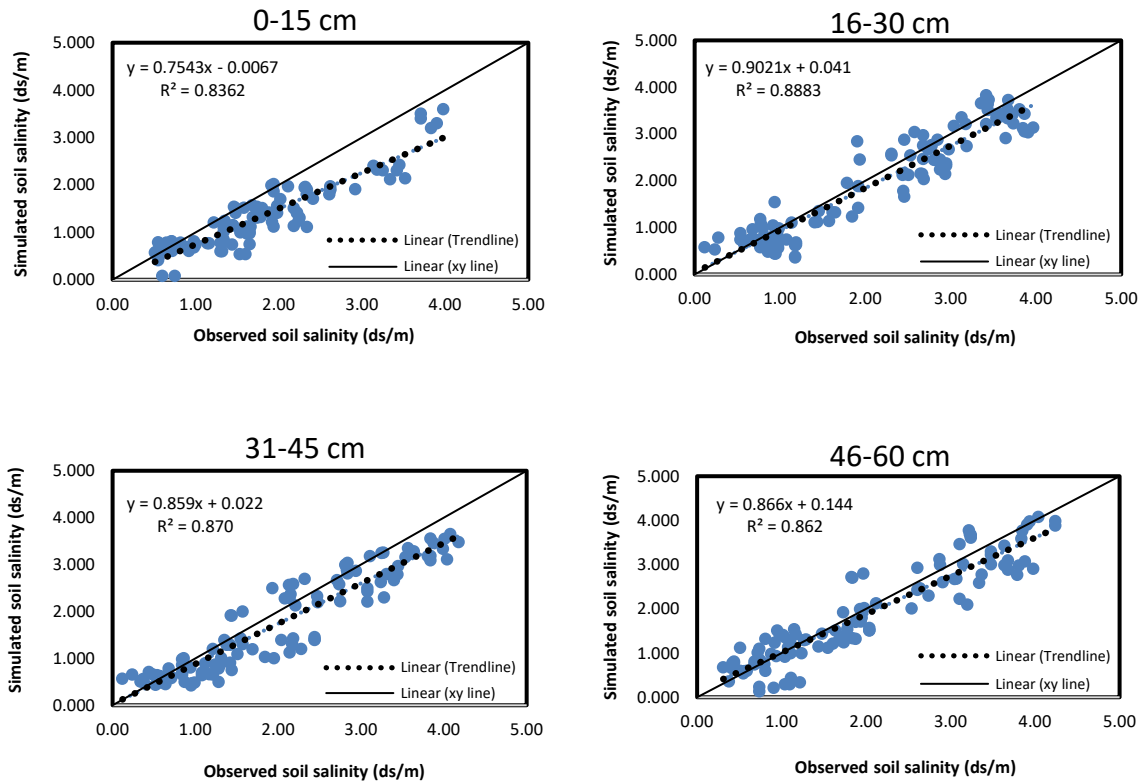 0-15 cm
5.000
4.000
3.000
2.000
1.000
0.000
Simulated soil salinity (ds/m)
y = 0.7543x - 0.0067
R² = 0.8362
Linear (Trendline)
Linear (xy line)
0.00 1.00 2.00 3.00 4.00 5.00
Observed soil salinity (ds/m)
16-30 cm
5.000
4.000
3.000
2.000
1.000
0.000
Simulated soil salinity (ds/m)
y = 0.9021x + 0.041
R² = 0.8883
Linear (Trendline)
Linear (xy line)
0.00 1.00 2.00 3.00 4.00 5.00
Observed soil salinity (ds/m)
31-45 cm
5.000
4.000
3.000
2.000
1.000
0.000
Simulated soil salinity (ds/m)
y = 0.859x + 0.022
R² = 0.870
Linear (Trendline)
Linear (xy line)
0.00 1.00 2.00 3.00 4.00 5.00
Observed soil salinity (ds/m)
46-60 cm
5.000
4.000
3.000
2.000
1.000
0.000
Simulated soil salinity (ds/m)
y = 0.866x + 0.144
R² = 0.862
Linear (Trendline)
Linear (xy line)
0.00 1.00 2.00 3.00 4.00 5.00
Observed soil salinity (ds/m)